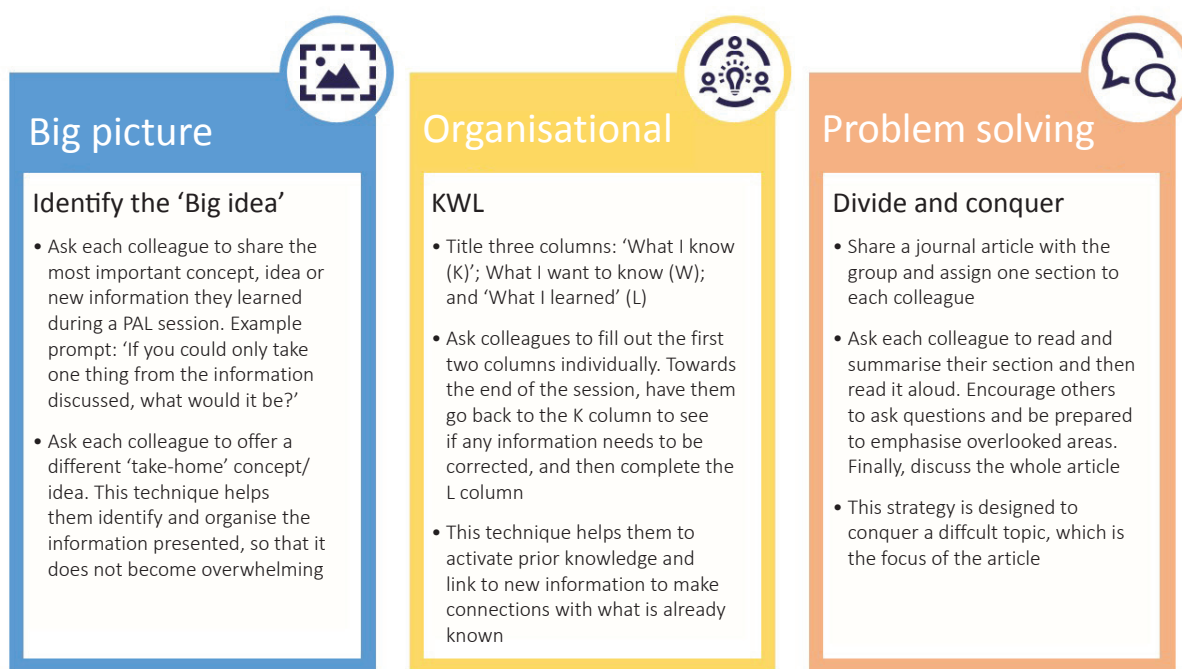 Big picture
Identify the ‘Big idea’
• Ask each colleague to share the
most important concept, idea or
new information they learned
during a PAL session. Example
prompt: ‘If you could only take
one thing from the information
discussed, what would it be?’
• Ask each colleague to offer a
different ‘take-home’ concept/
idea. This technique helps
them identify and organise the
information presented, so that it
does not become overwhelming
Organisational
KWL
• Title three columns: ‘What I know
(K)’; What I want to know (W);
and ‘What I learned’ (L)
• Ask colleagues to fill out the first
two columns individually. Towards
the end of the session, have them
go back to the K column to see
if any information needs to be
corrected, and then complete the
L column
• This technique helps them to
activate prior knowledge and
link to new information to make
connections with what is already
known
Problem solving
Divide and conquer
• Share a journal article with the
group and assign one section to
each colleague
• Ask each colleague to read and
summarise their section and then
read it aloud. Encourage others
to ask questions and be prepared
to emphasise overlooked areas.
Finally, discuss the whole article
• This strategy is designed to
conquer a diffcult topic, which is
the focus of the article